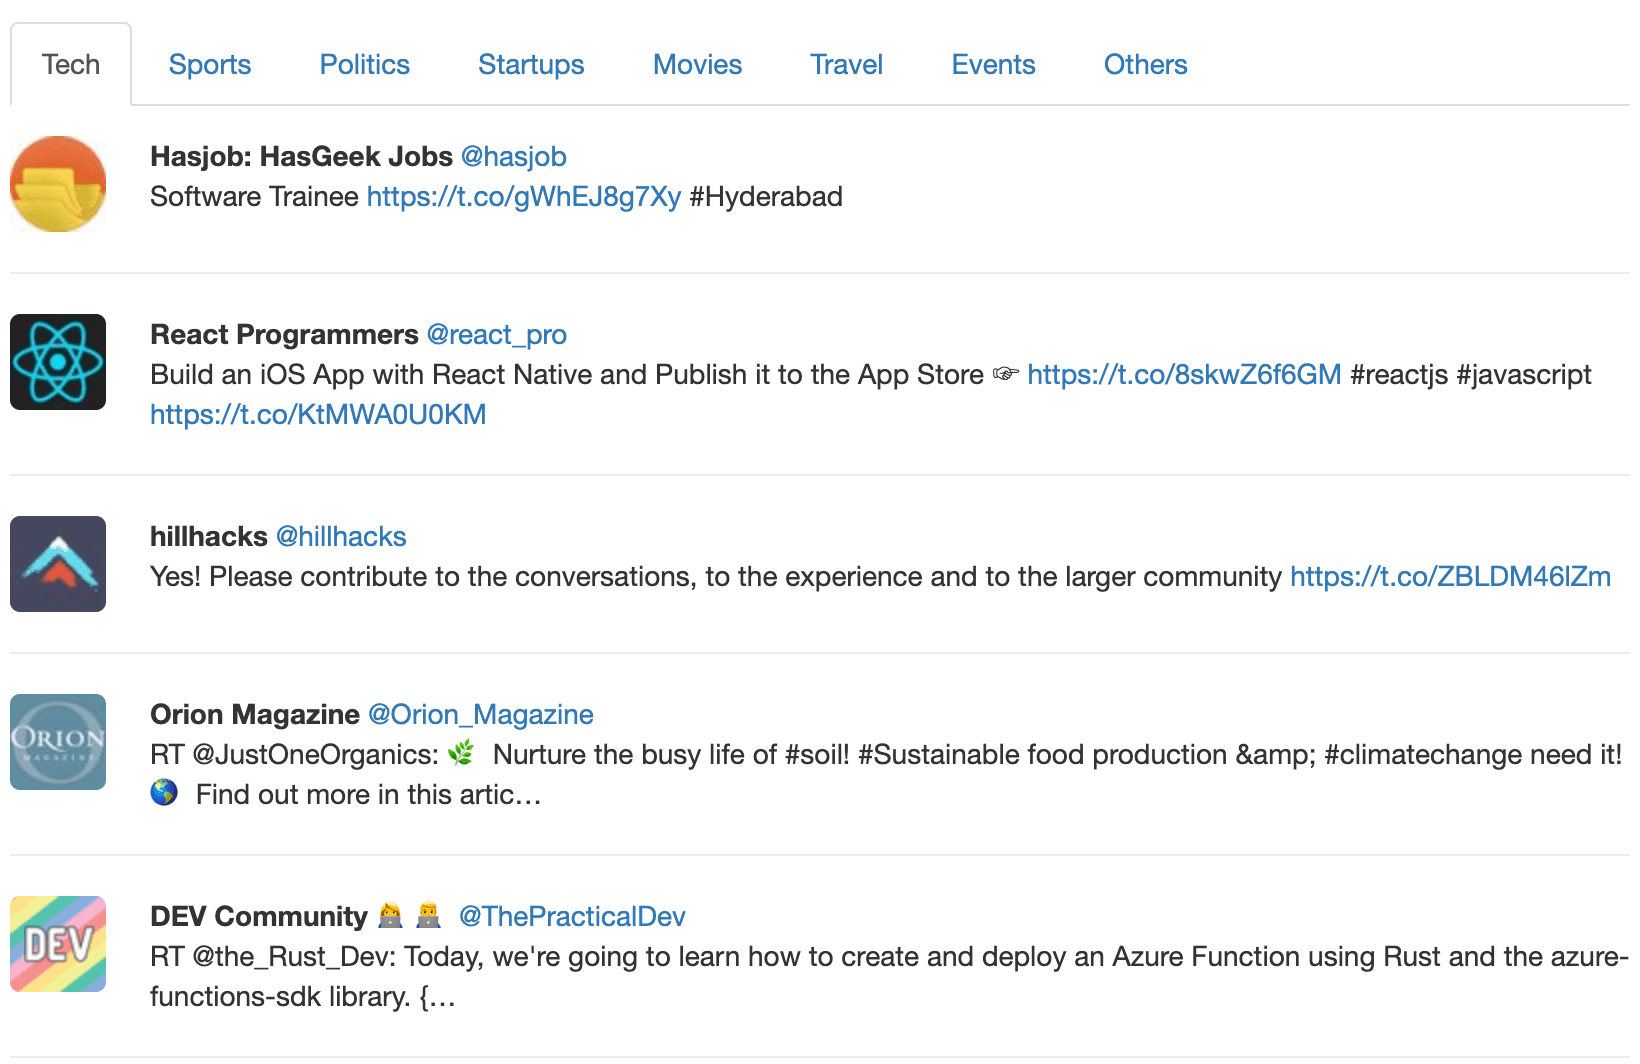 Tech Sports Politics Startups Movies Travel Events Others
Hasjob: HasGeek Jobs @hasjob
Software Trainee https://t.co/gWhEJ8g7Xy #Hyderabad
React Programmers @react_pro
Build an iOS App with React Native and Publish it to the App Store ☞ https://t.co/8skwZ6f6GM #reactjs #javascript
https://t.co/KtMWA0U0KM
hillhacks @hillhacks
Yes! Please contribute to the conversations, to the experience and to the larger community https://t.co/ZBLDM46lZm
ORION
MAGAZINE
Orion Magazine @Orion_Magazine
RT @JustOneOrganics: 🌿 Nurture the busy life of #soil! #Sustainable food production &amp; #climatechange need it!
🌎 Find out more in this artic…
DEV
DEV Community 👩‍💻 👨‍💻 @ThePracticalDev
RT @the_Rust_Dev: Today, we're going to learn how to create and deploy an Azure Function using Rust and the azure-
functions-sdk library. {…